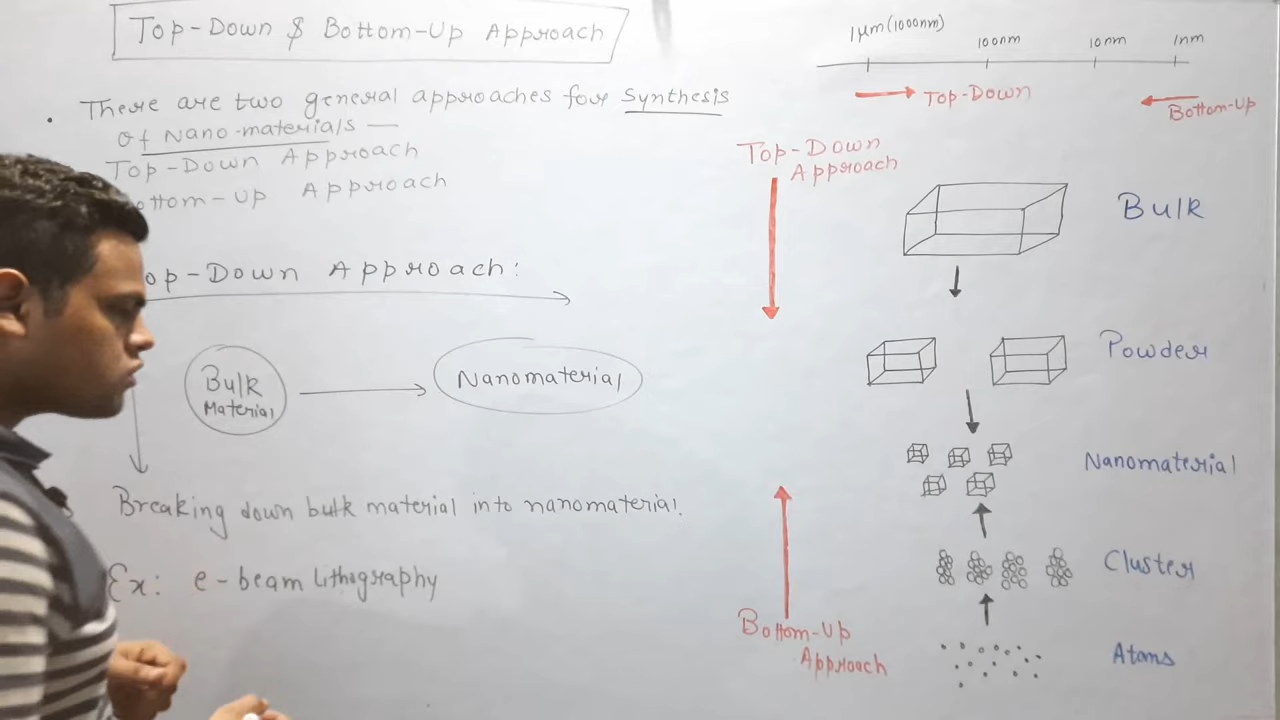 Top-Down & Bottom-Up Approach
There are two general approaches for Synthesis
of Nano-materials —
Top-Down Approach
ottom-Up Approach
op-Down Approach:
Bulk
Material
Nanomaterial
Breaking down bulk material into nanomaterial.
Ex: e-beam lithography
1μm(1000nm)
100nm
10nm
1nm
Top-Down
Bottom-Up
Top-Down
Approach
Bulk
Powder
Nanomaterial
Cluster
Bottom-Up
Approach
Atoms